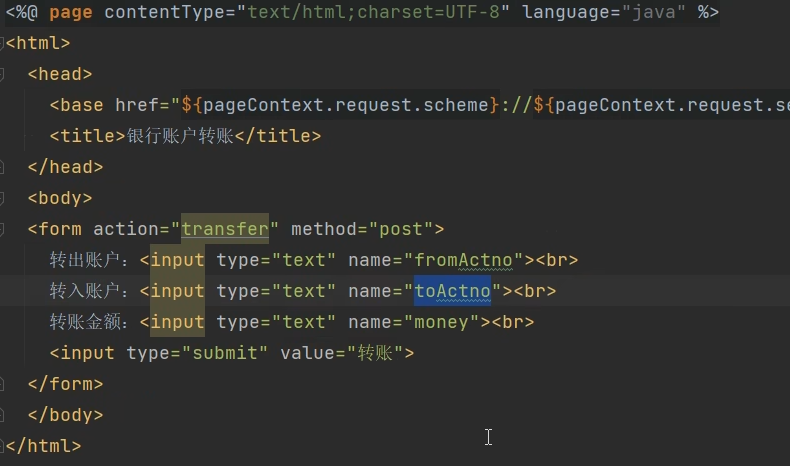 <%@ page contentType="text/html;charset=UTF-8" language="java" %>
<html>
<head>
<base href="${pageContext.request.scheme}://${pageContext.request.se
<title>银行账户转账</title>
</head>
<body>
<form action="transfer" method="post">
转出账户：<input type="text" name="fromActno"><br>
转入账户：<input type="text" name="toActno"><br>
转账金额：<input type="text" name="money"><br>
<input type="submit" value="转账">
</form>
</body>
</html>